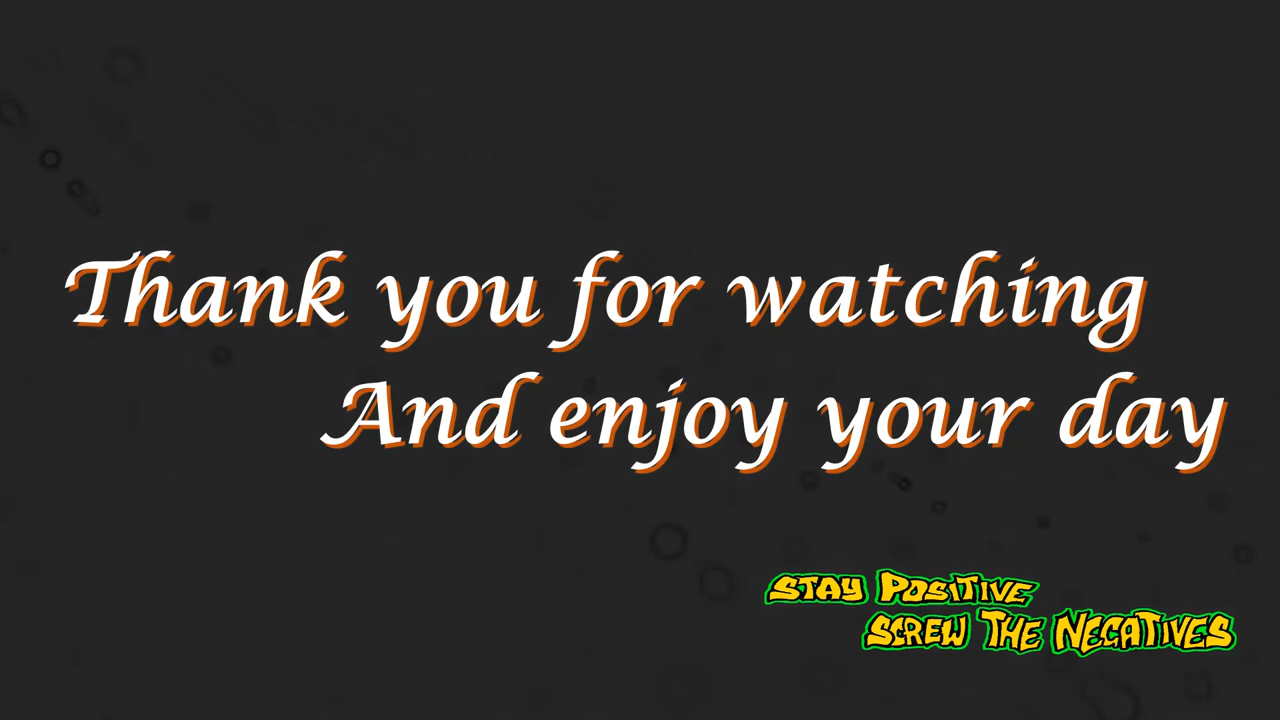 Thank you for watching
And enjoy your day
STAY POSITIVE
SCREW THE NEGATIVES